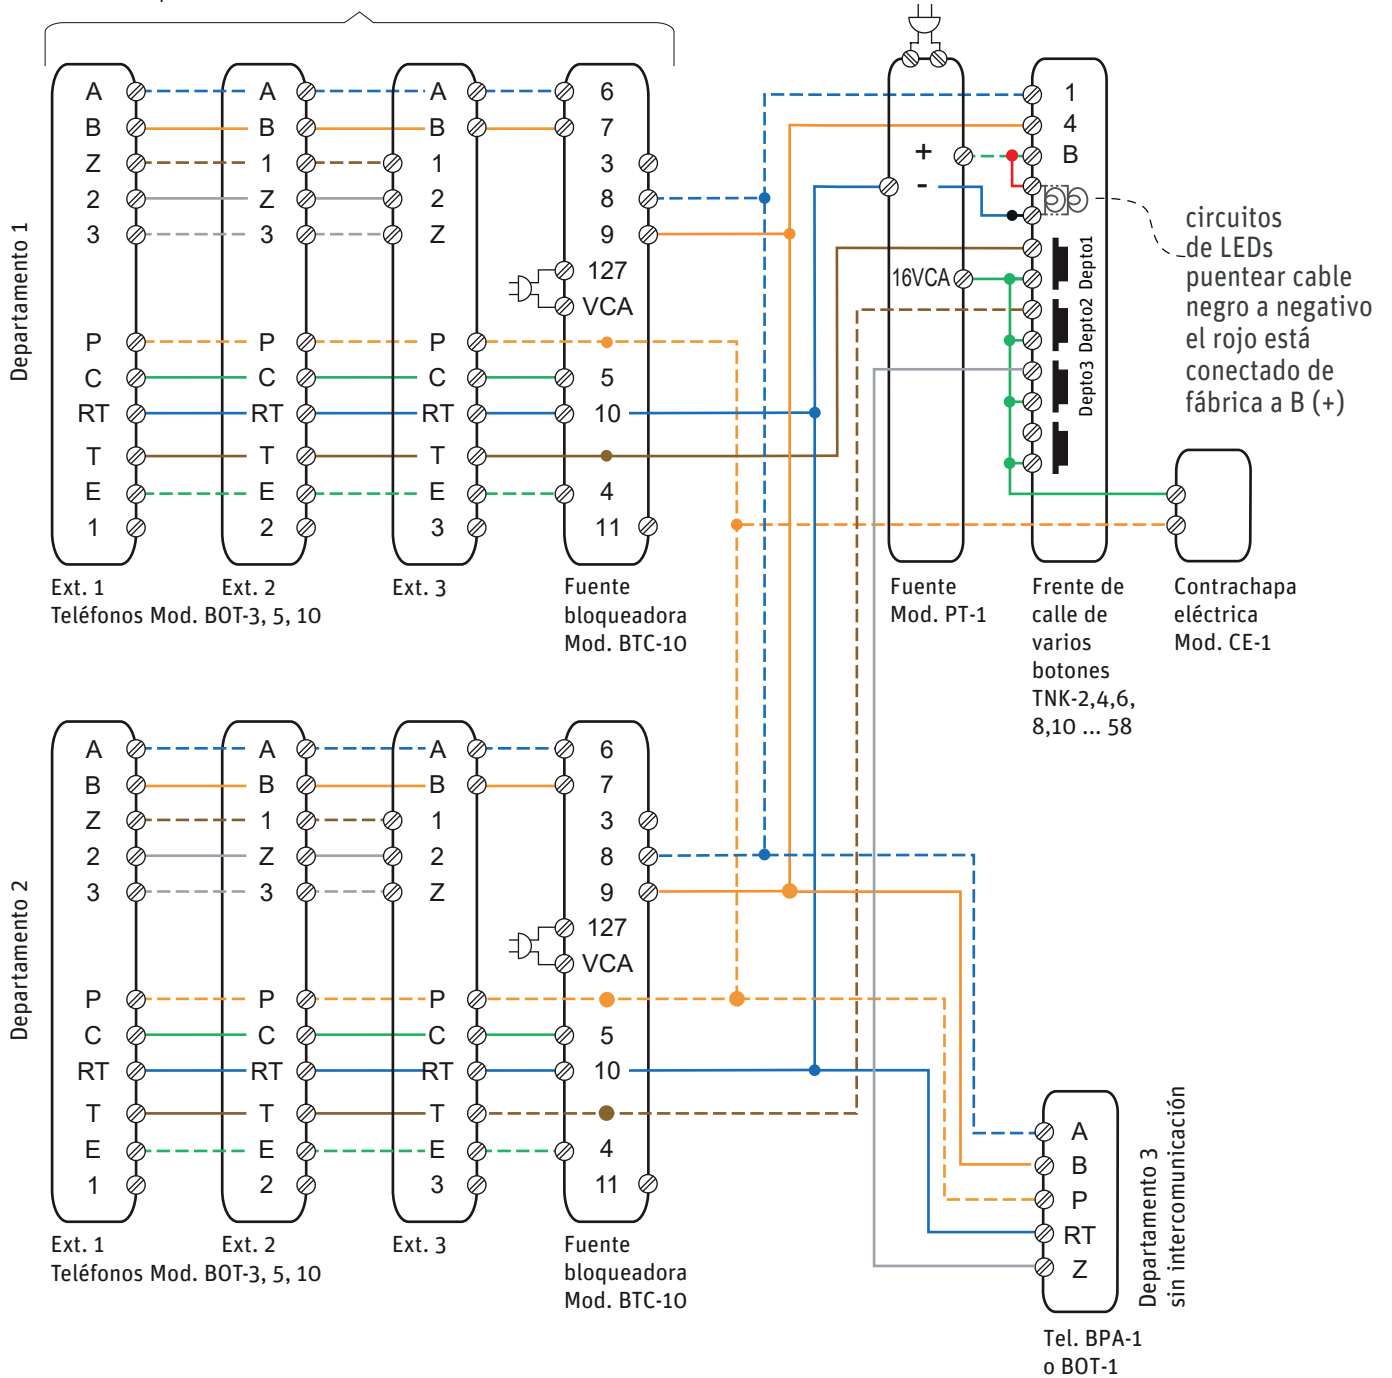 Departamento 1
A A A 6
B B B 7
Z 1 1 3
2 Z 2 8
3 3 Z 9
127
VCA
P P P
C C C 5
RT RT RT 10
T T T
E E E 4
1 2 3 11
Ext. 1
Teléfonos Mod. BOT-3, 5, 10
Ext. 2
Ext. 3
Fuente
bloqueadora
Mod. BTC-10
+
-
16VCA
Fuente
Mod. PT-1
1
4
B
Depto1
Depto2
Depto3
Frente de
calle de
varios
botones
TNK-2,4,6,
8,10 ... 58
circuitos
de LEDs
puentear cable
negro a negativo
el rojo está
conectado de
fábrica a B (+)
Contrachapa
eléctrica
Mod. CE-1
Departamento 2
A A A 6
B B B 7
Z 1 1 3
2 Z 2 8
3 3 Z 9
127
VCA
P P P
C C C 5
RT RT RT 10
T T T
E E E 4
1 2 3 11
Ext. 1
Teléfonos Mod. BOT-3, 5, 10
Ext. 2
Ext. 3
Fuente
bloqueadora
Mod. BTC-10
A
B
P
RT
Z
Departamento 3
sin intercomunicación
Tel. BPA-1
o BOT-1